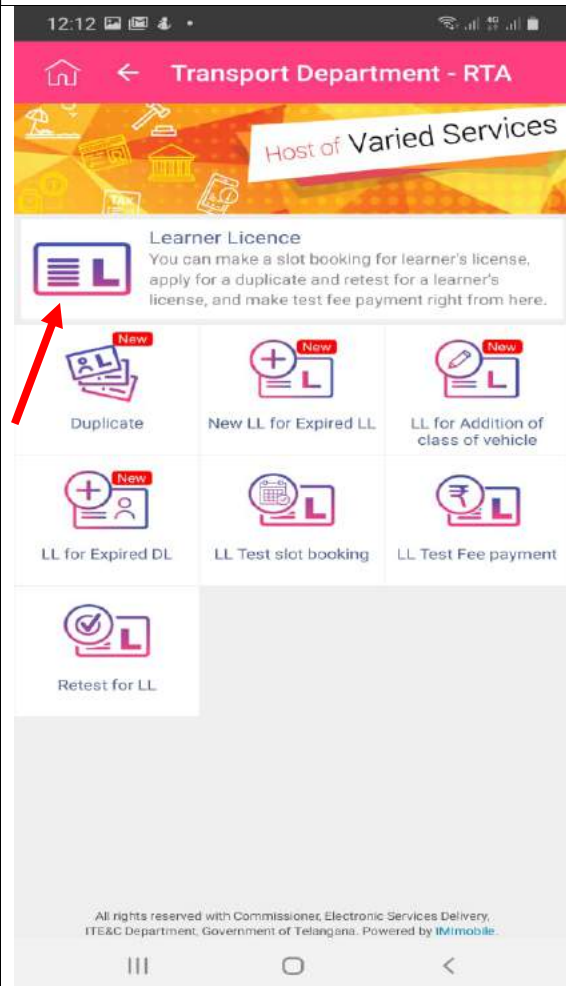 12:12
Transport Department - RTA
Host of Varied Services
TAX
Learner Licence
You can make a slot booking for learner's license,
apply for a duplicate and retest for a learner's
license, and make test fee payment right from here.
L
New
New
New
L
L
L
Duplicate
New LL for Expired LL
LL for Addition of
class of vehicle
New
L
L
LL for Expired DL
LL Test slot booking
LL Test Fee payment
L
Retest for LL
All rights reserved with Commissioner, Electronic Services Delivery,
ITE&C Department, Government of Telangana. Powered by IMImobile.